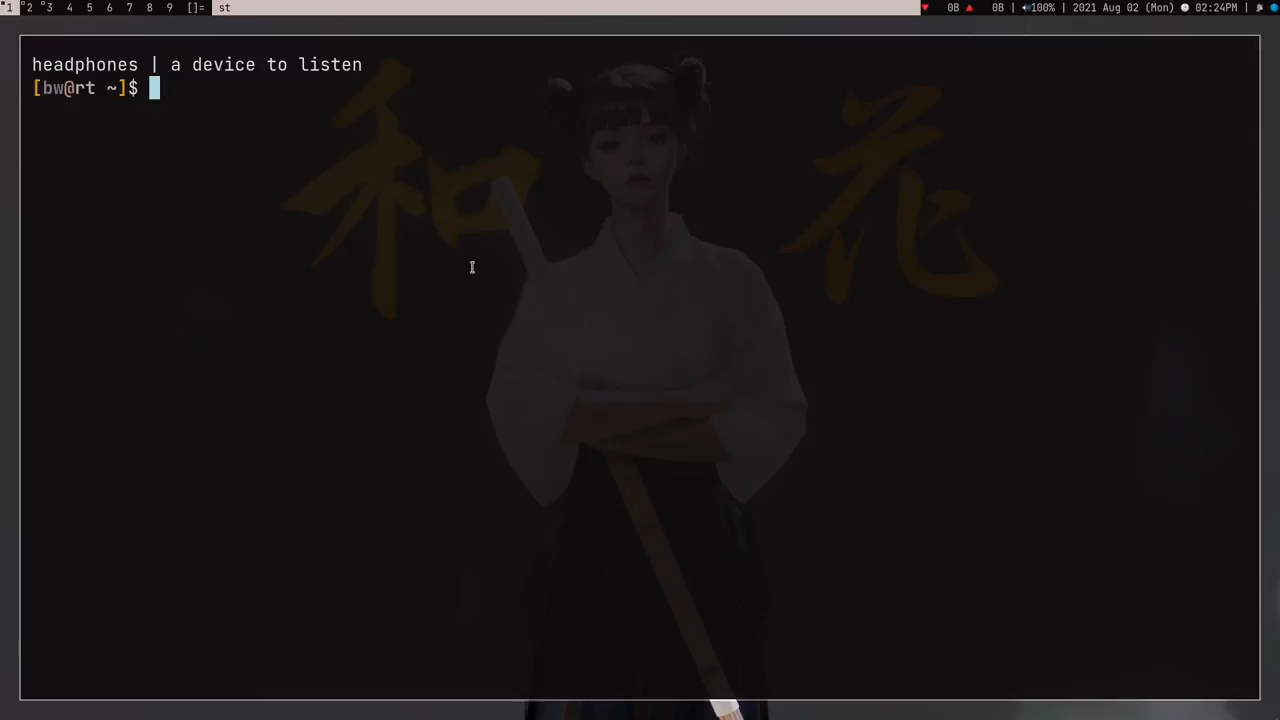 1 2 3 4 5 6 7 8 9 []= st 0B 0B | 100% | 2021 Aug 02 (Mon) 02:24PM |
headphones | a device to listen
[bw@rt ~]$
和 花